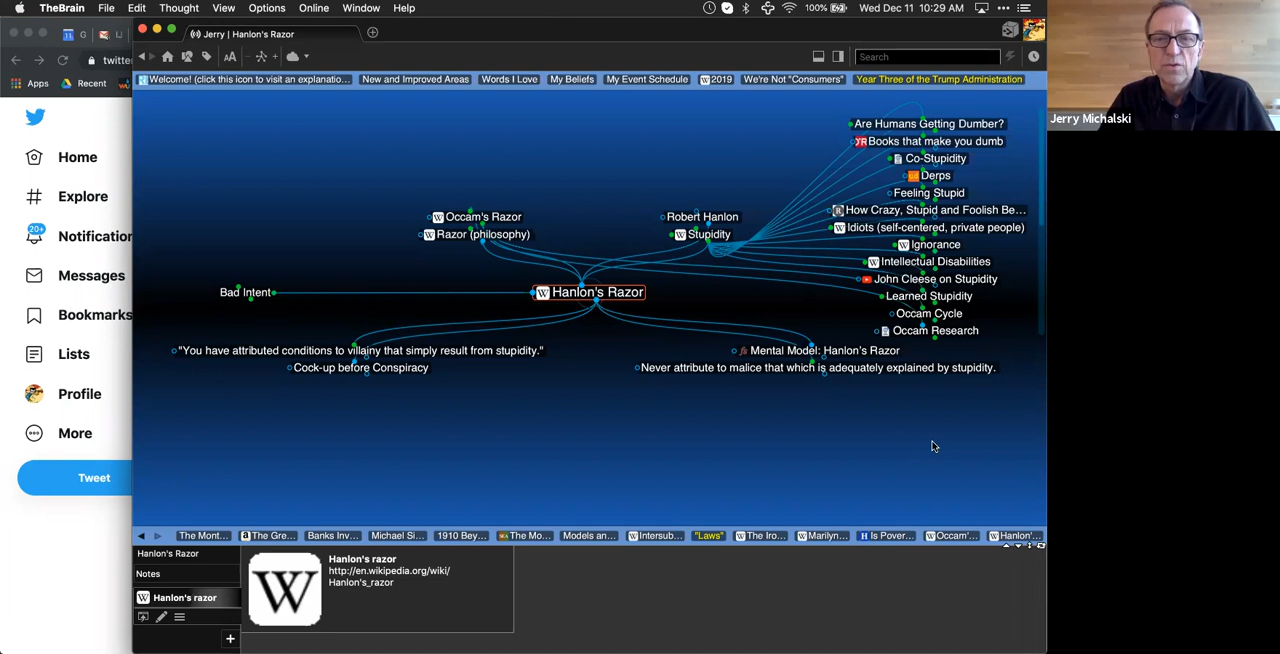 TheBrain File Edit Thought View Options Online Window Help 100% Wed Dec 11 10:29 AM
Jerry | Hanlon's Razor
twitte
Apps Recent
AA
Search
Welcome! (click this icon to visit an explanatio... New and Improved Areas Words I Love My Beliefs My Event Schedule 2019 We're Not "Consumers" Year Three of the Trump Administration
Home
Explore
20+
Notification
Messages
Bookmarks
Lists
Profile
More
Tweet
Are Humans Getting Dumber?
Books that make you dumb
Co-Stupidity
Derps
Feeling Stupid
How Crazy, Stupid and Foolish Be...
Idiots (self-centered, private people)
Ignorance
Intellectual Disabilities
John Cleese on Stupidity
Learned Stupidity
Occam Cycle
Occam Research
Occam's Razor
Razor (philosophy)
Robert Hanlon
Stupidity
Bad Intent
Hanlon's Razor
"You have attributed conditions to villainy that simply result from stupidity."
Cock-up before Conspiracy
Mental Model: Hanlon's Razor
Never attribute to malice that which is adequately explained by stupidity.
The Mont... The Gre... Banks Inv... Michael Si... 1910 Bey... The Mo... Models an... Intersub... "Laws" The Iro... Marilyn... Is Pover... Occam'... Hanlon'...
Hanlon's Razor
Notes
Hanlon's razor
Hanlon's razor
http://en.wikipedia.org/wiki/
Hanlon's_razor
W
Jerry Michalski